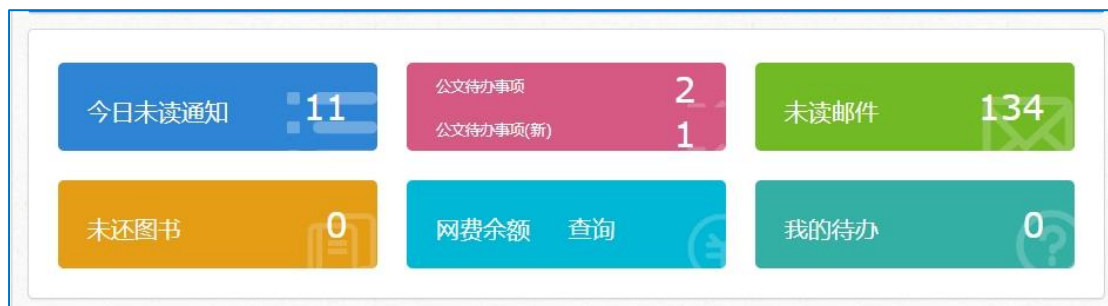 今日未读通知 11
公文待办事项 2
公文待办事项(新) 1
未读邮件 134
未还图书 0
网费余额 查询
我的待办 0